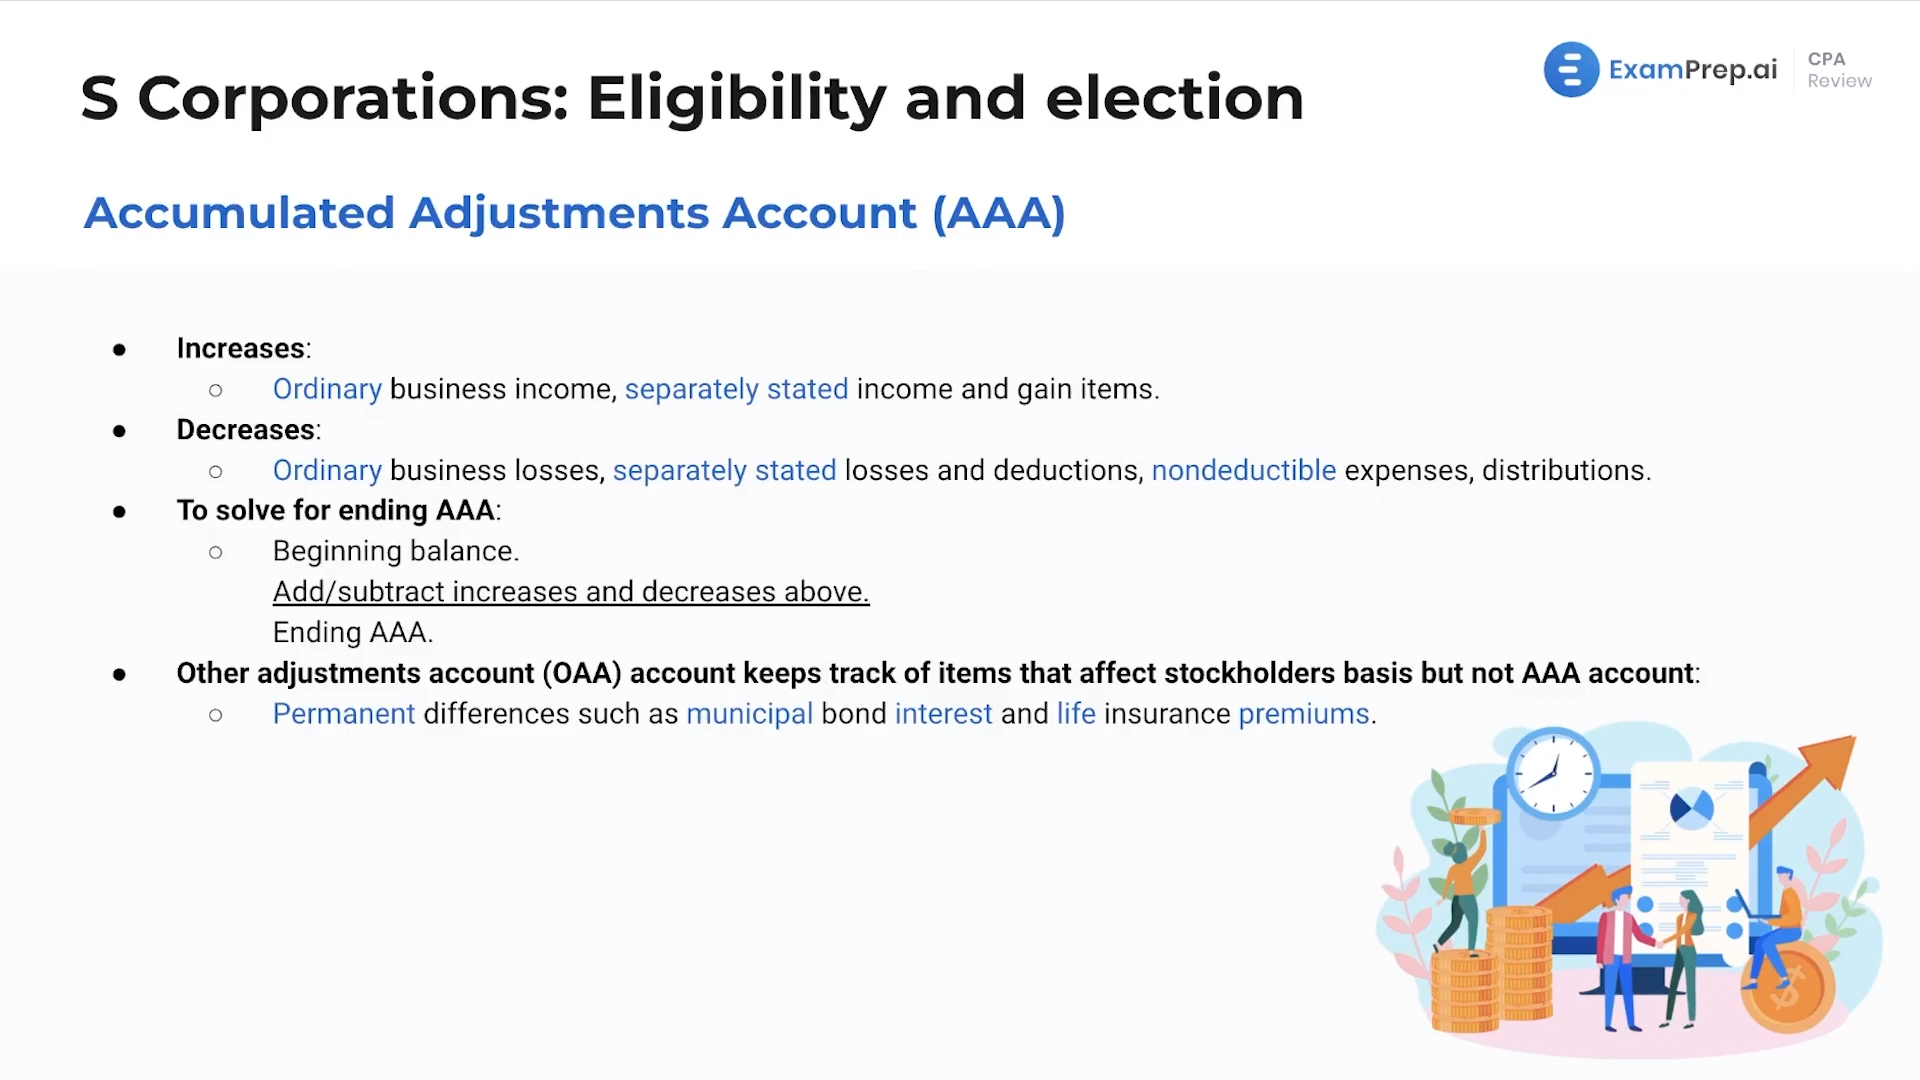 S Corporations: Eligibility and election
ExamPrep.ai
CPA
Review
Accumulated Adjustments Account (AAA)
● Increases:
○ Ordinary business income, separately stated income and gain items.
● Decreases:
○ Ordinary business losses, separately stated losses and deductions, nondeductible expenses, distributions.
● To solve for ending AAA:
○ Beginning balance.
Add/subtract increases and decreases above.
Ending AAA.
● Other adjustments account (OAA) account keeps track of items that affect stockholders basis but not AAA account:
○ Permanent differences such as municipal bond interest and life insurance premiums.